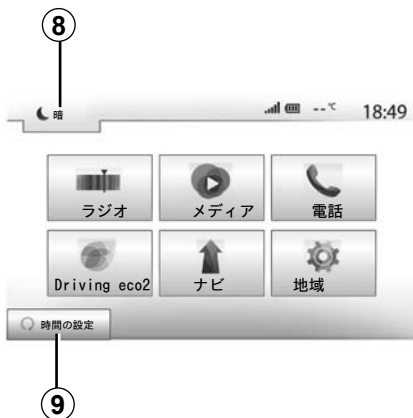 8
暗
--℃ 18:49
ラジオ メディア 電話
Driving eco2 ナビ 地域
時間の設定
9